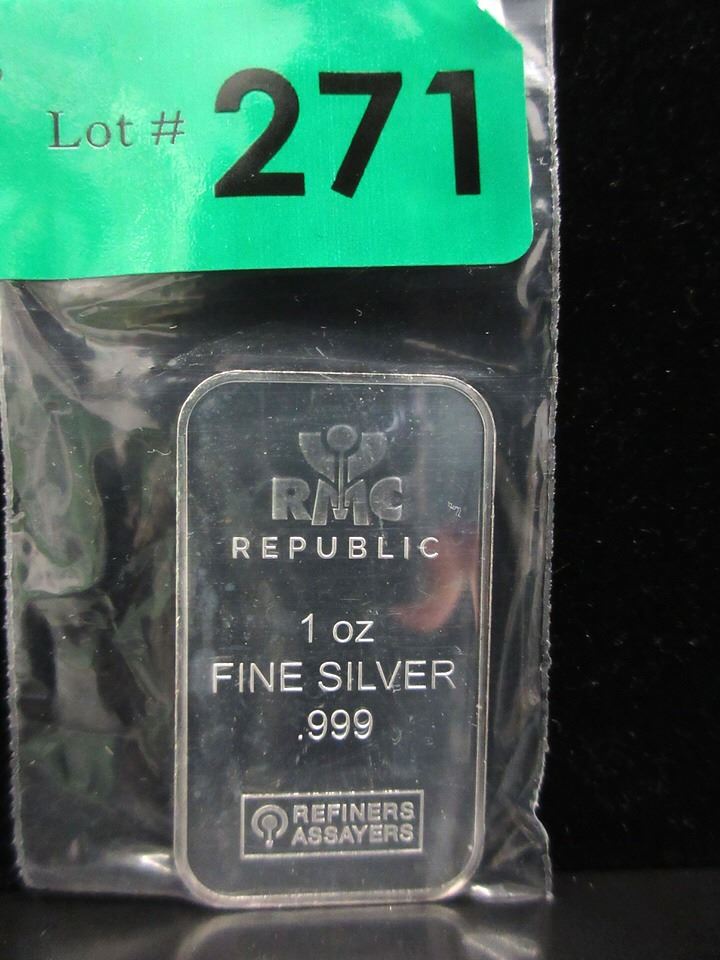 Lot # 271
RMC
REPUBLIC
1 oz
FINE SILVER
.999
REFINERS
ASSAYERS